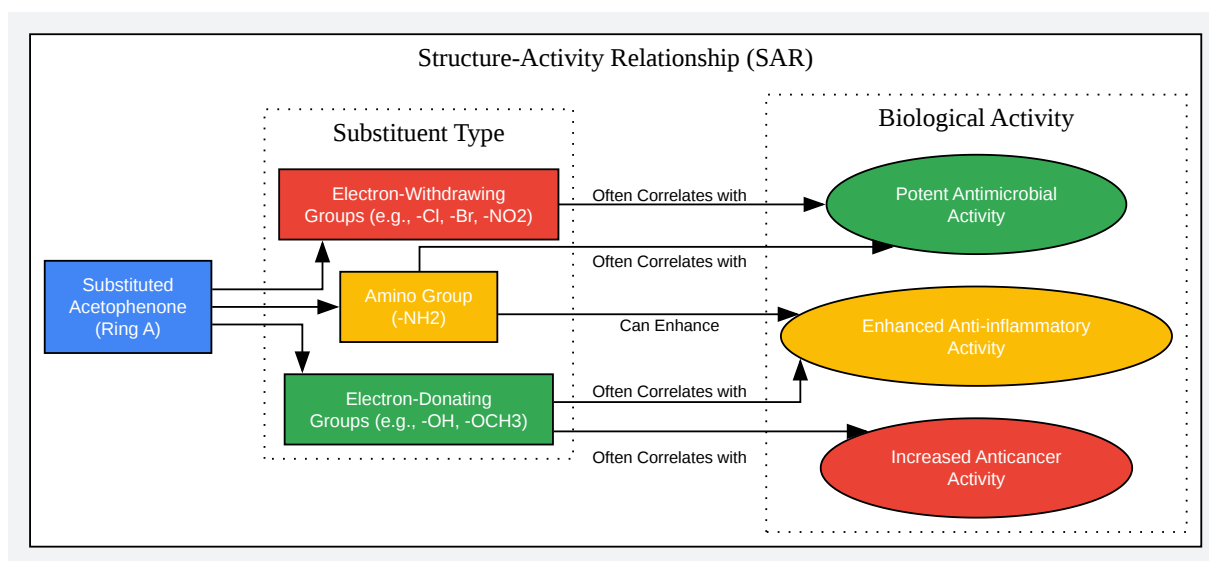 Structure-Activity Relationship (SAR)
Substituent Type
Biological Activity
Substituted
Acetophenone
(Ring A)
Electron-Withdrawing
Groups (e.g., -Cl, -Br, -NO2)
Often Correlates with
Potent Antimicrobial
Activity
Amino Group
(-NH2)
Often Correlates with
Can Enhance
Enhanced Anti-inflammatory
Activity
Electron-Donating
Groups (e.g., -OH, -OCH3)
Often Correlates with
Often Correlates with
Increased Anticancer
Activity